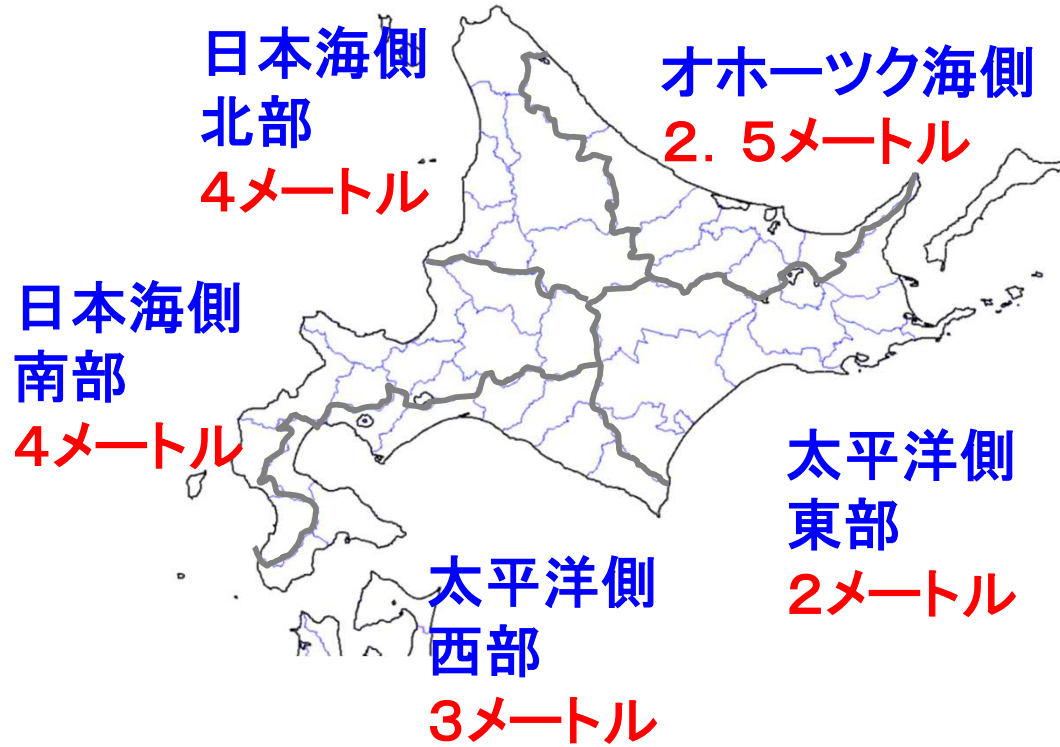 日本海側
北部
4メートル
オホーツク海側
2．5メートル
日本海側
南部
4メートル
太平洋側
東部
2メートル
太平洋側
西部
3メートル